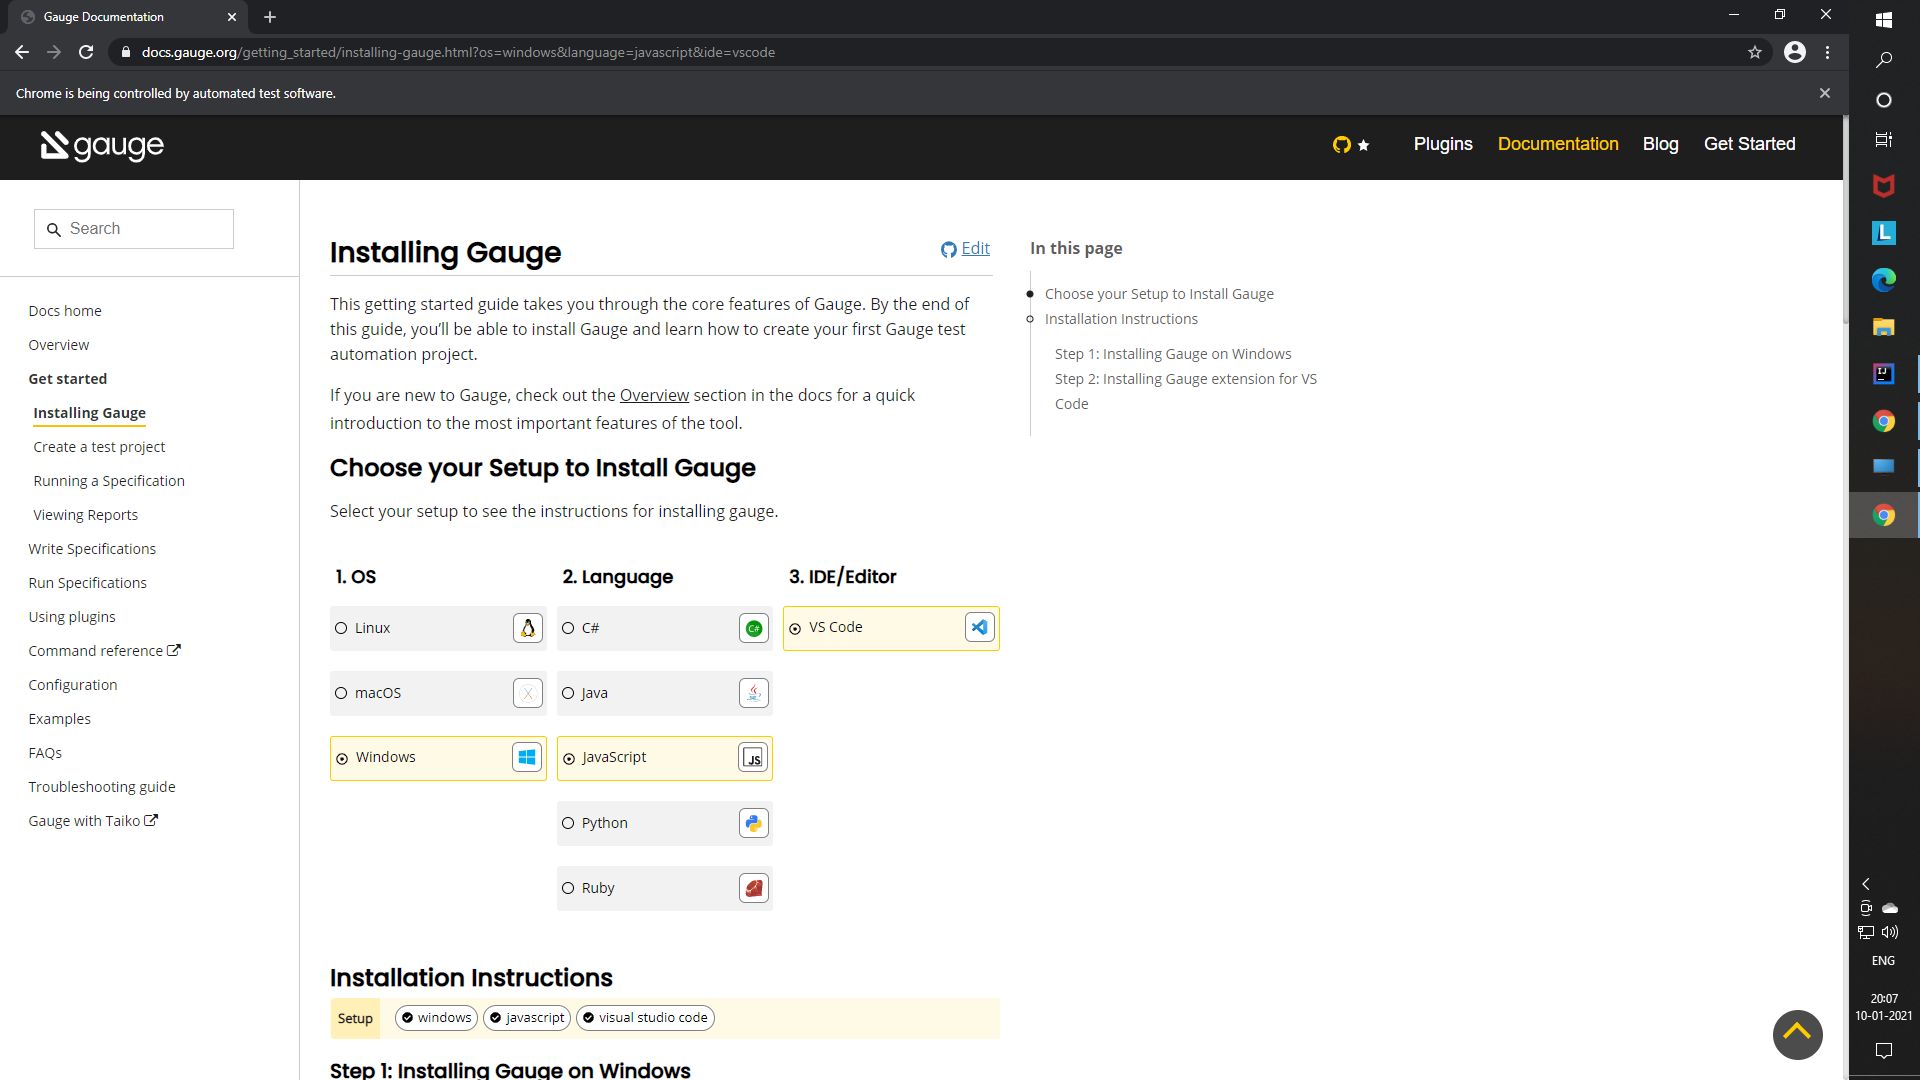 Gauge Documentation
docs.gauge.org/getting_started/installing-gauge.html?os=windows&language=javascript&ide=vscode
Chrome is being controlled by automated test software.
gauge
Plugins
Documentation
Blog
Get Started
Search
Docs home
Overview
Get started
Installing Gauge
Create a test project
Running a Specification
Viewing Reports
Write Specifications
Run Specifications
Using plugins
Command reference
Configuration
Examples
FAQs
Troubleshooting guide
Gauge with Taiko
Installing Gauge
Edit
This getting started guide takes you through the core features of Gauge. By the end of
this guide, you’ll be able to install Gauge and learn how to create your first Gauge test
automation project.
If you are new to Gauge, check out the Overview section in the docs for a quick
introduction to the most important features of the tool.
Choose your Setup to Install Gauge
Select your setup to see the instructions for installing gauge.
1. OS
Linux
macOS
X
Windows
2. Language
C#
C#
Java
JavaScript
JS
Python
Ruby
3. IDE/Editor
VS Code
Installation Instructions
Setup
windows
javascript
visual studio code
Step 1: Installing Gauge on Windows
In this page
Choose your Setup to Install Gauge
Installation Instructions
Step 1: Installing Gauge on Windows
Step 2: Installing Gauge extension for VS
Code
L
IJ
ENG
20:07
10-01-2021